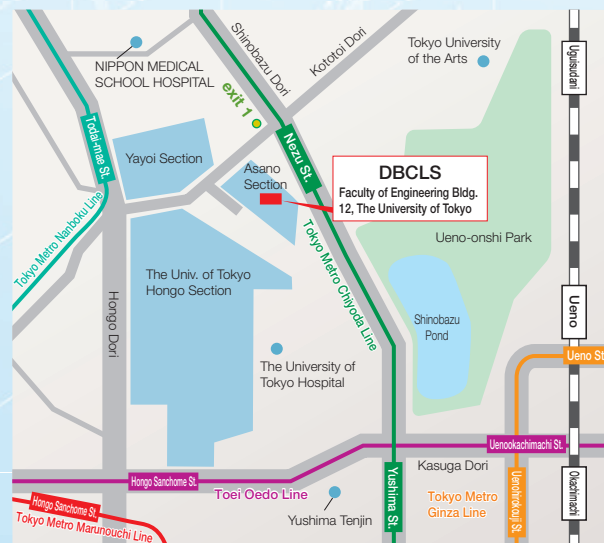 NIPPON MEDICAL
SCHOOL HOSPITAL
Shinobazu Dori
Kototoi Dori
Tokyo University
of the Arts
Uguisudani
exit 1
Todai-mae St.
Yayoi Section
Nezu St.
Asano
Section
DBCLS
Faculty of Engineering Bldg.
12, The University of Tokyo
Tokyo Metro Nanboku Line
Tokyo Metro Chiyoda Line
Ueno-onshi Park
The Univ. of Tokyo
Hongo Section
Hongo Dori
Shinobazu
Pond
Ueno
Ueno St.
The University of
Tokyo Hospital
Uenookachimachi St.
Kasuga Dori
Hongo Sanchome St.
Toei Oedo Line
Yushima St.
Tokyo Metro
Ginza Line
Uenohirokouji St.
Okachimachi
Hongo Sanchome St.
Tokyo Metro Marunouchi Line
Yushima Tenjin